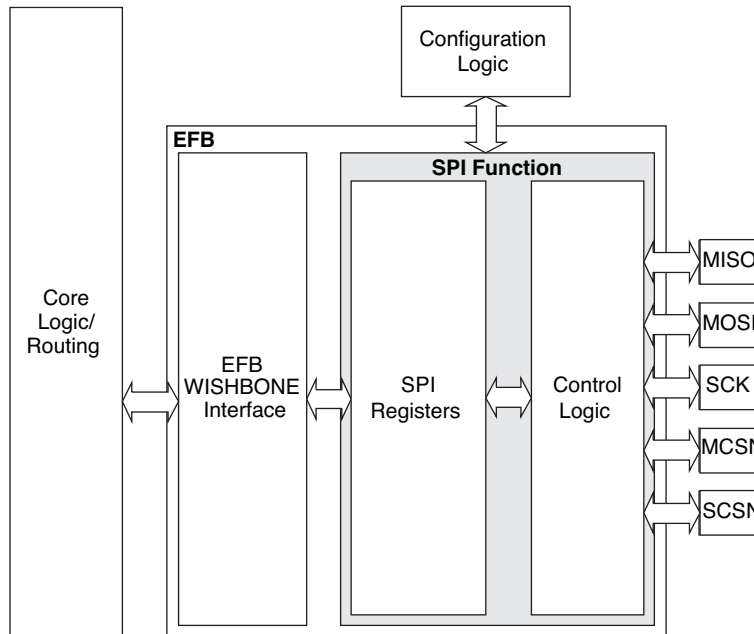 Configuration
Logic
EFB
SPI Function
Core
Logic/
Routing
EFB
WISHBONE
Interface
SPI
Registers
Control
Logic
MISO
MOSI
SCK
MCSN
SCSN